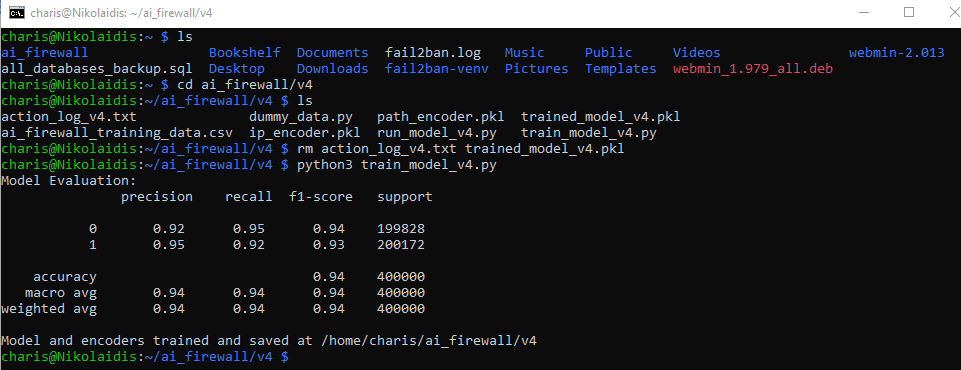 charis@Nikolaidis: ~/ai_firewall/v4
charis@Nikolaidis:~ $ ls
ai_firewall Bookshelf Documents fail2ban.log Music Public Videos webmin-2.013
all_databases_backup.sql Desktop Downloads fail2ban-venv Pictures Templates webmin_1.979_all.deb
charis@Nikolaidis:~ $ cd ai_firewall/v4
charis@Nikolaidis:~/ai_firewall/v4 $ ls
action_log_v4.txt dummy_data.py path_encoder.pkl trained_model_v4.pkl
ai_firewall_training_data.csv ip_encoder.pkl run_model_v4.py train_model_v4.py
charis@Nikolaidis:~/ai_firewall/v4 $ rm action_log_v4.txt trained_model_v4.pkl
charis@Nikolaidis:~/ai_firewall/v4 $ python3 train_model_v4.py
Model Evaluation:
precision recall f1-score support
0 0.92 0.95 0.94 199828
1 0.95 0.92 0.93 200172
accuracy 0.94 400000
macro avg 0.94 0.94 0.94 400000
weighted avg 0.94 0.94 0.94 400000
Model and encoders trained and saved at /home/charis/ai_firewall/v4
charis@Nikolaidis:~/ai_firewall/v4 $